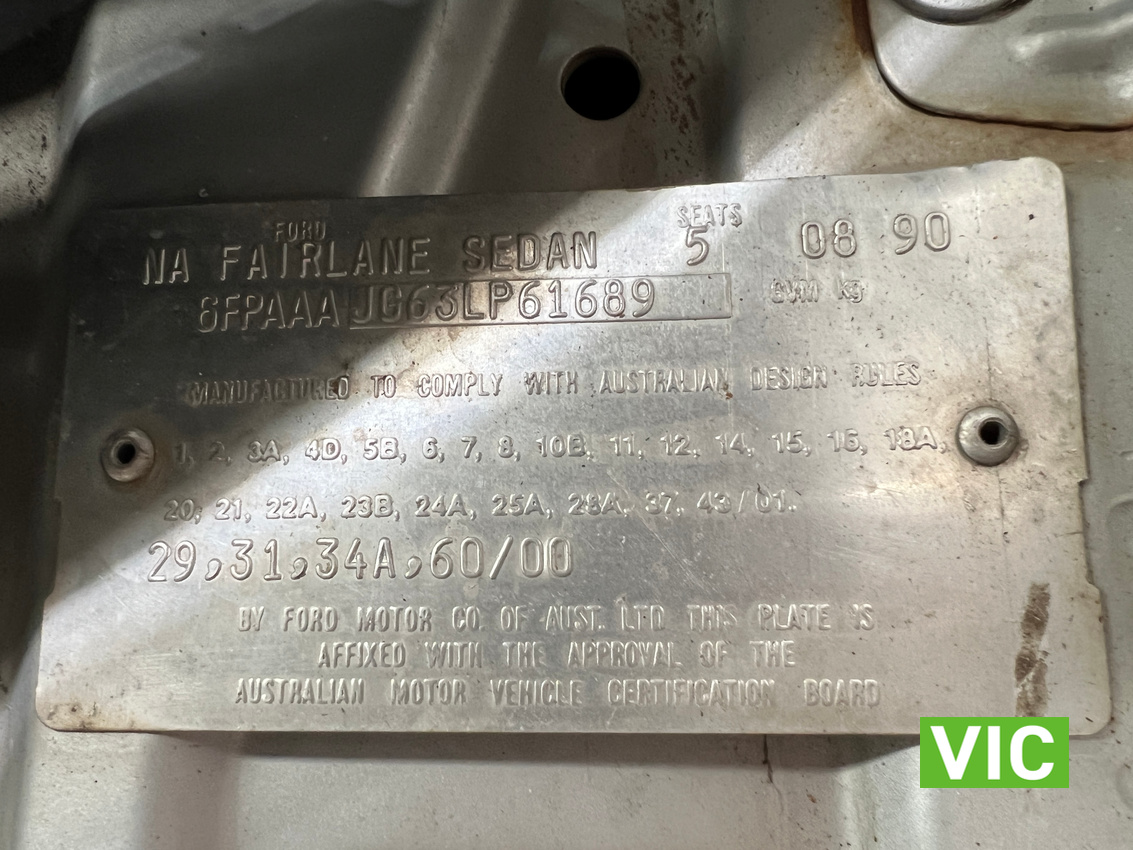 FORD SEATS
NA FAIRLANE SEDAN 5 08 90
6FPAAAJC63LP61689 GVM kg
MANUFACTURED TO COMPLY WITH AUSTRALIAN DESIGN RULES
1, 2, 3A, 4D, 5B, 6, 7, 8, 10B, 11, 12, 14, 15, 16, 18A,
20, 21, 22A, 23B, 24A, 25A, 28A, 37, 43/01.
29,31,34A,60/00
BY FORD MOTOR CO. OF AUST. LTD. THIS PLATE IS
AFFIXED WITH THE APPROVAL OF THE
AUSTRALIAN MOTOR VEHICLE CERTIFICATION BOARD
VIC